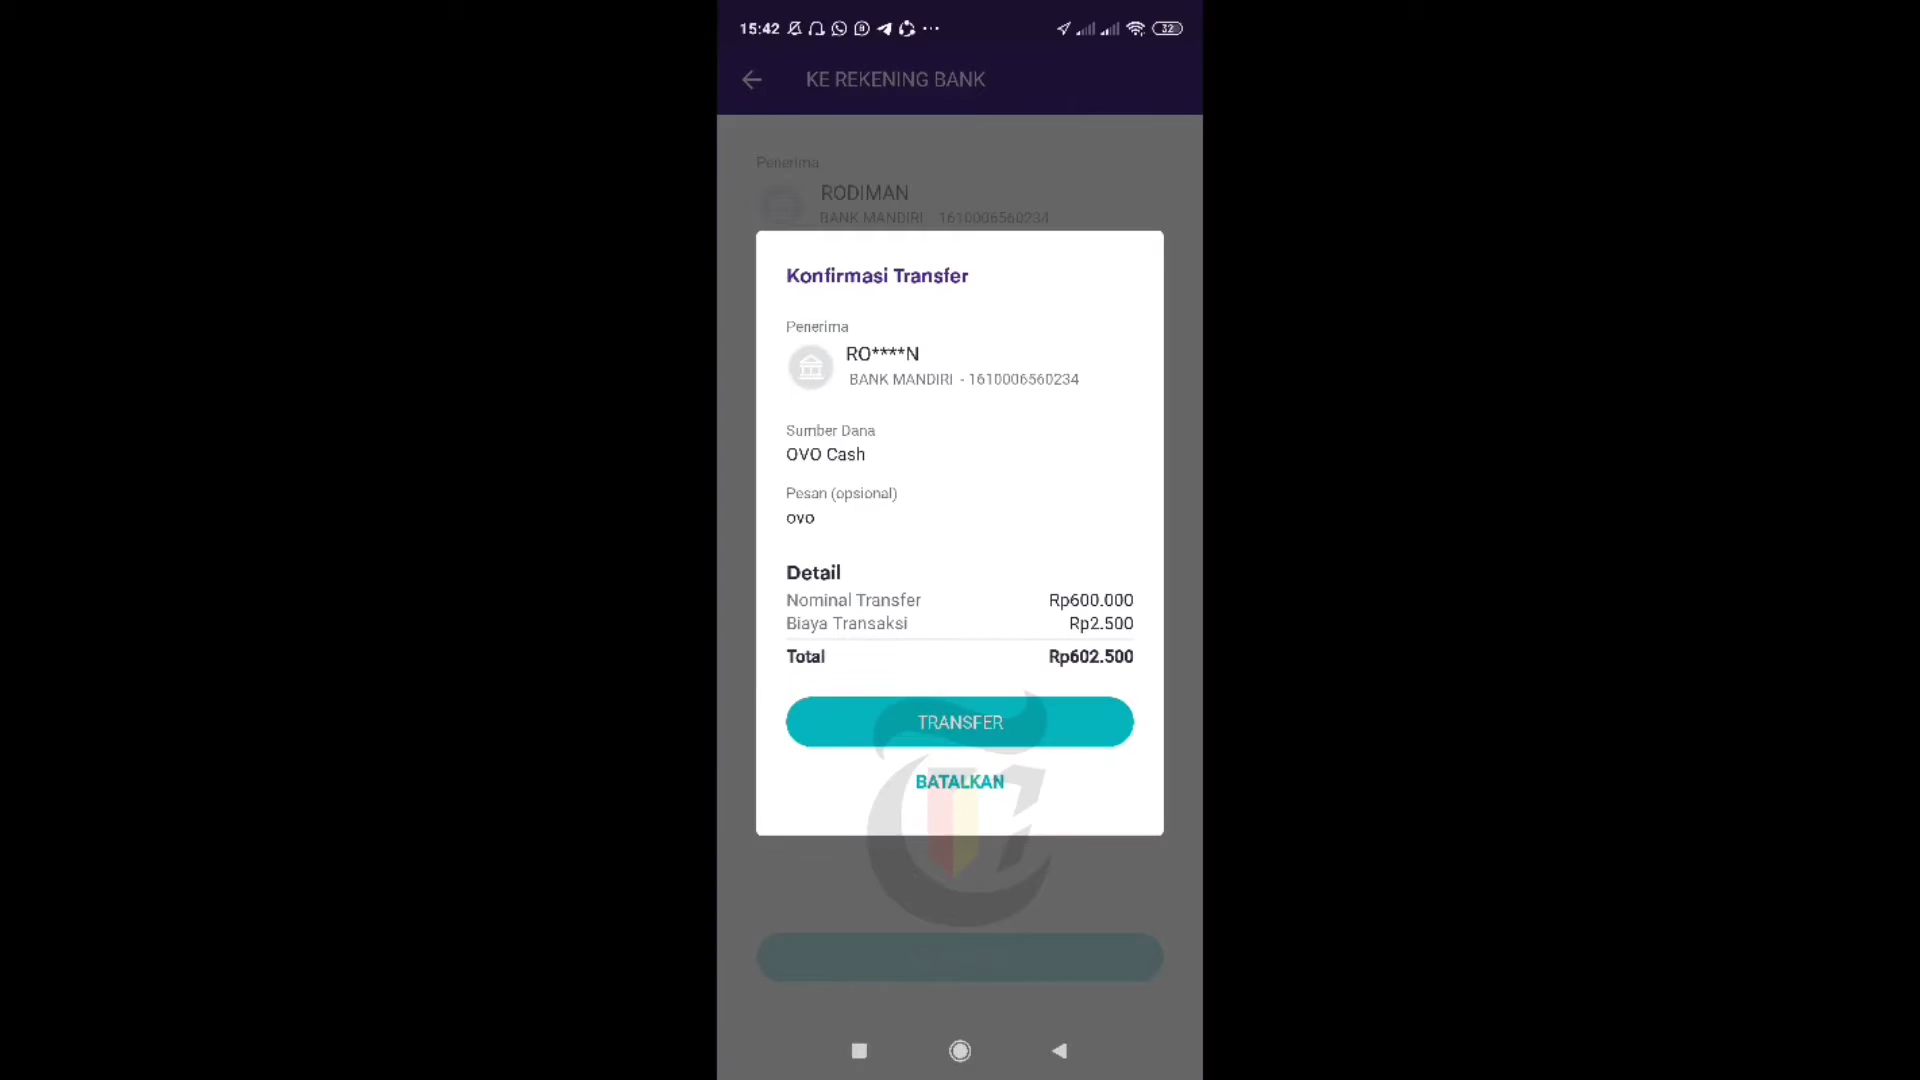 15:42
32
KE REKENING BANK
Penerima
RODIMAN
BANK MANDIRI 1610006560234
Konfirmasi Transfer
Penerima
RO****N
BANK MANDIRI - 1610006560234
Sumber Dana
OVO Cash
Pesan (opsional)
ovo
Detail
Nominal Transfer Rp600.000
Biaya Transaksi Rp2.500
Total Rp602.500
TRANSFER
BATALKAN